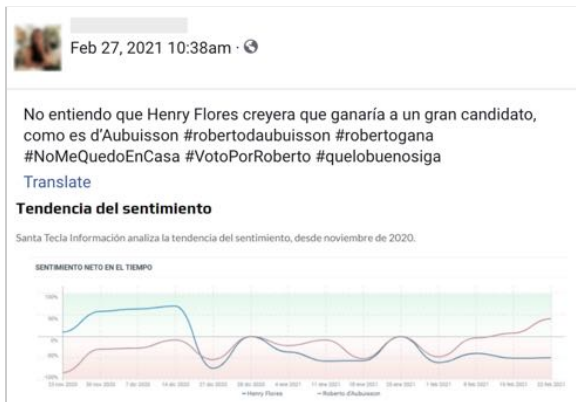 Feb 27, 2021 10:38am ·
No entiendo que Henry Flores creyera que ganaría a un gran candidato,
como es d'Aubuisson #robertodaubuisson #robertogana
#NoMeQuedoEnCasa #VotoPorRoberto #quelobuenosiga
Translate
Tendencia del sentimiento
Santa Tecla Información analiza la tendencia del sentimiento, desde noviembre de 2020.
SENTIMIENTO NETO EN EL TIEMPO
100%
50%
0%
-50%
-100%
Henry Flores Roberto d'Aubuisson